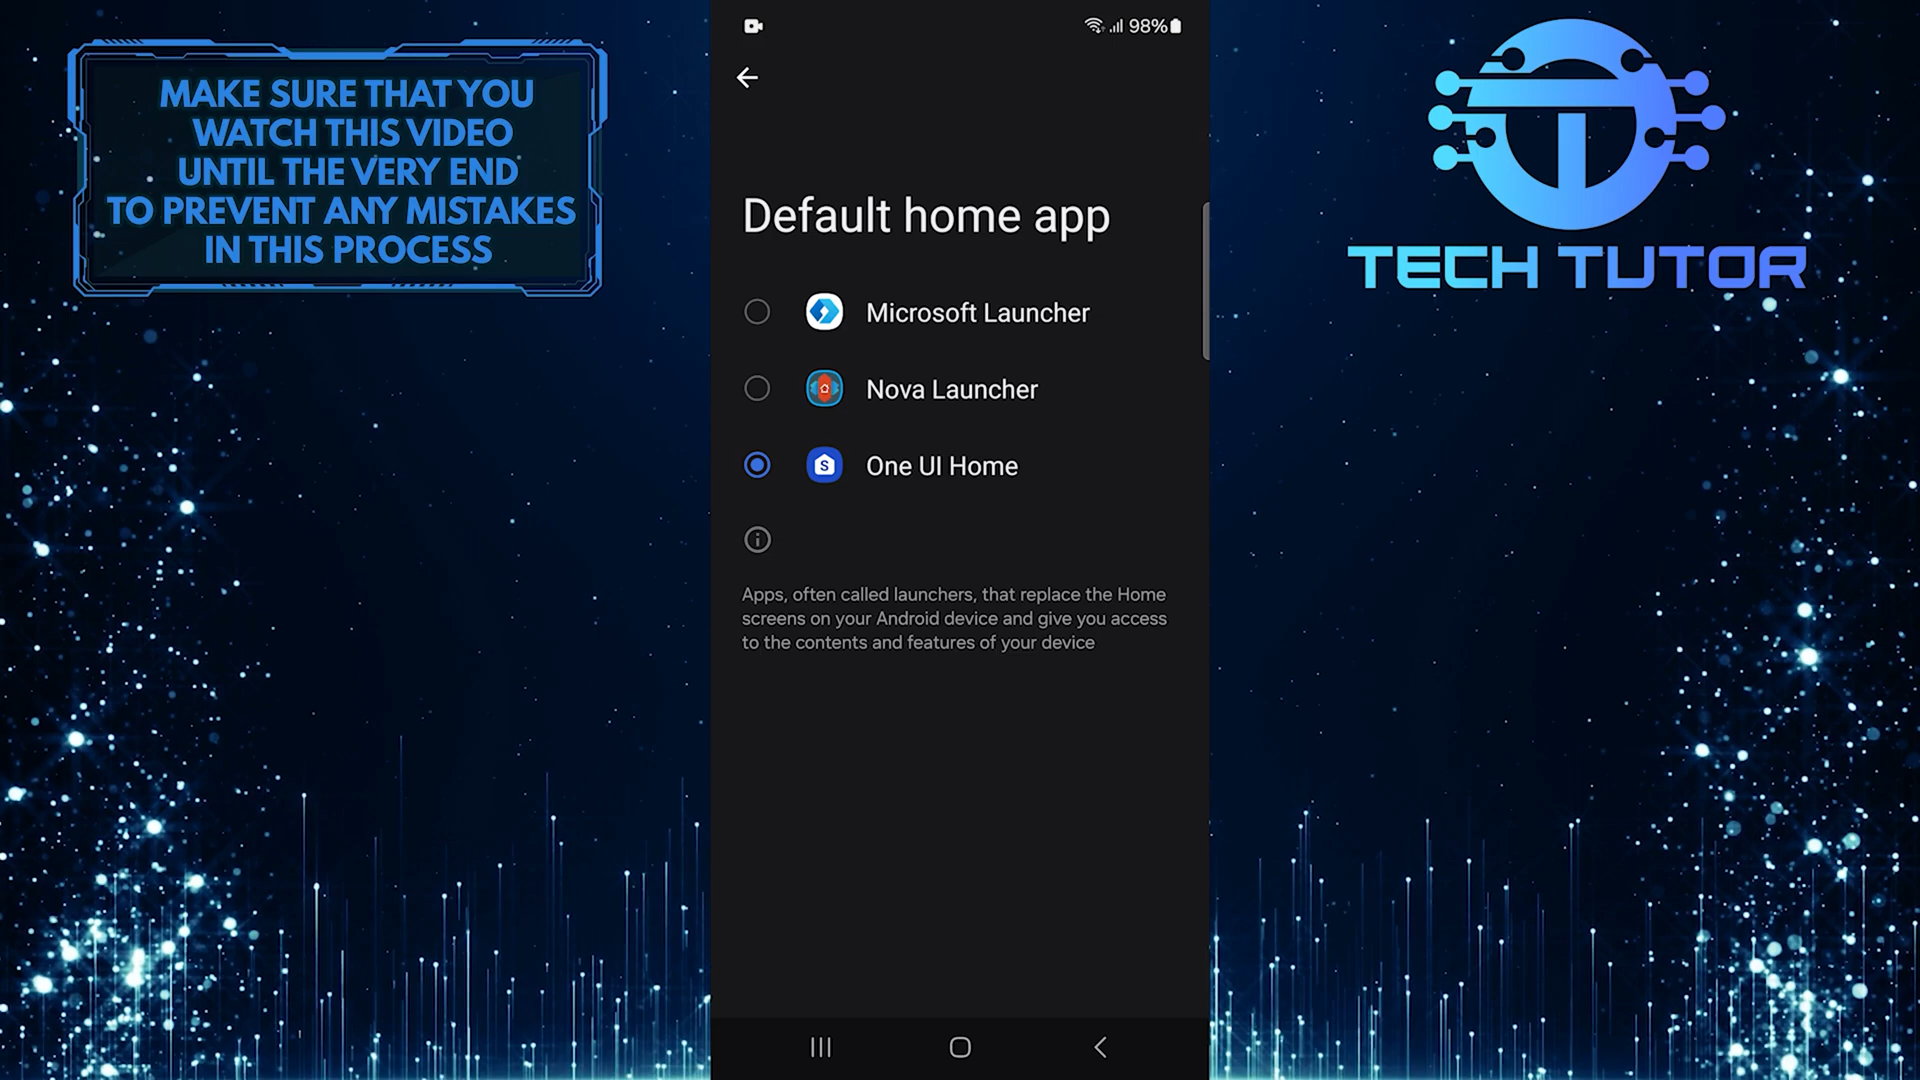 MAKE SURE THAT YOU
WATCH THIS VIDEO
UNTIL THE VERY END
TO PREVENT ANY MISTAKES
IN THIS PROCESS
98%
Default home app
Microsoft Launcher
Nova Launcher
One UI Home
Apps, often called launchers, that replace the Home
screens on your Android device and give you access
to the contents and features of your device
TECH TUTOR